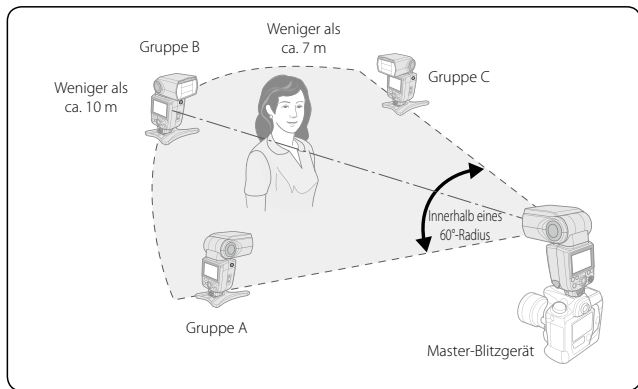 Weniger als
ca. 7 m
Gruppe B
Gruppe C
Weniger als
ca. 10 m
Innerhalb eines
60°-Radius
Gruppe A
Master-Blitzgerät